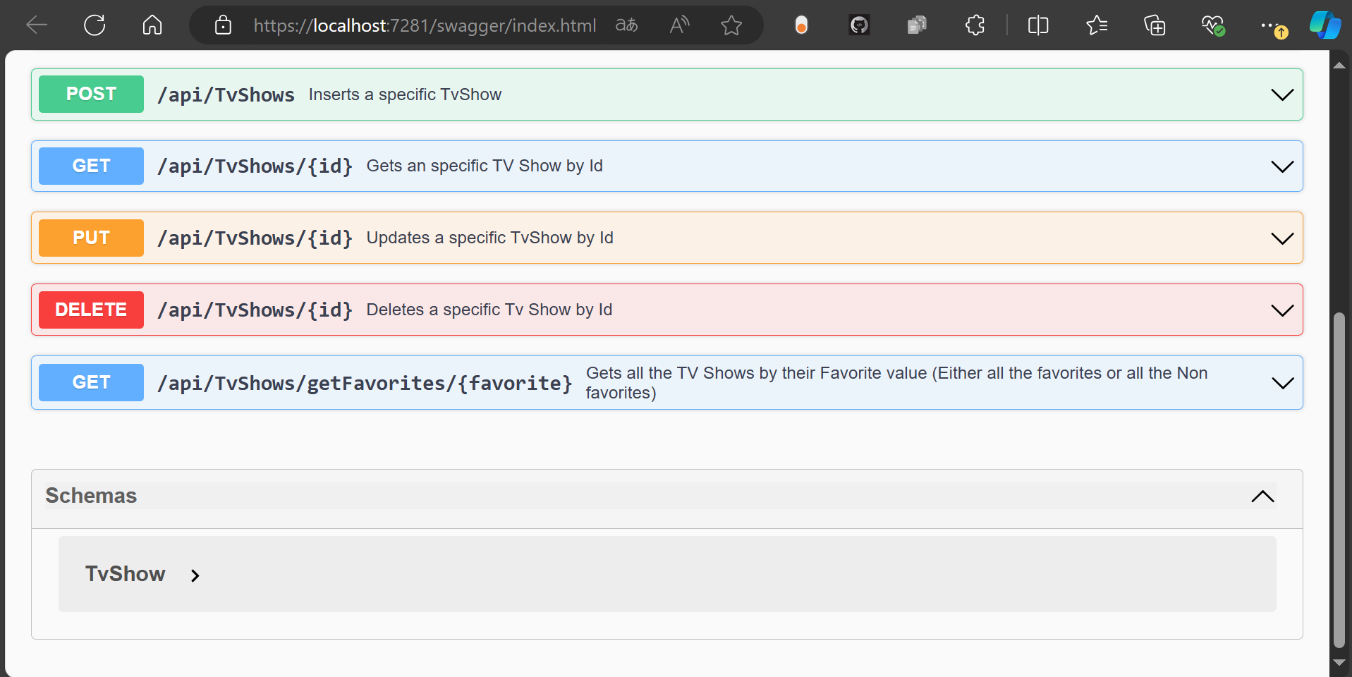 https://localhost:7281/swagger/index.html
POST /api/TvShows Inserts a specific TvShow
GET /api/TvShows/{id} Gets an specific TV Show by Id
PUT /api/TvShows/{id} Updates a specific TvShow by Id
DELETE /api/TvShows/{id} Deletes a specific Tv Show by Id
GET /api/TvShows/getFavorites/{favorite} Gets all the TV Shows by their Favorite value (Either all the favorites or all the Non
favorites)
Schemas
TvShow